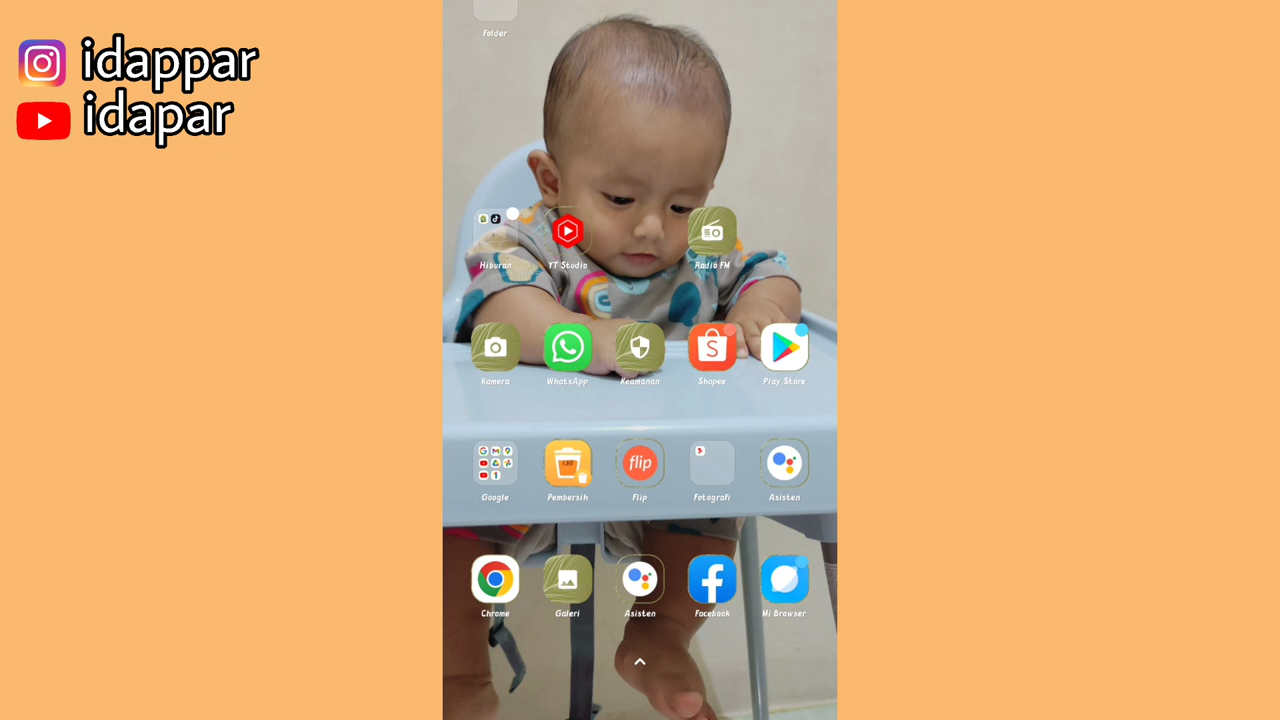 idappar
idapar
Folder
Hiburan YT Studio Radio FM
Kamera WhatsApp Keamanan Shopee Play Store
flip
Google Pembersih Flip Fotografi Asisten
Chrome Galeri Asisten Facebook Mi Browser